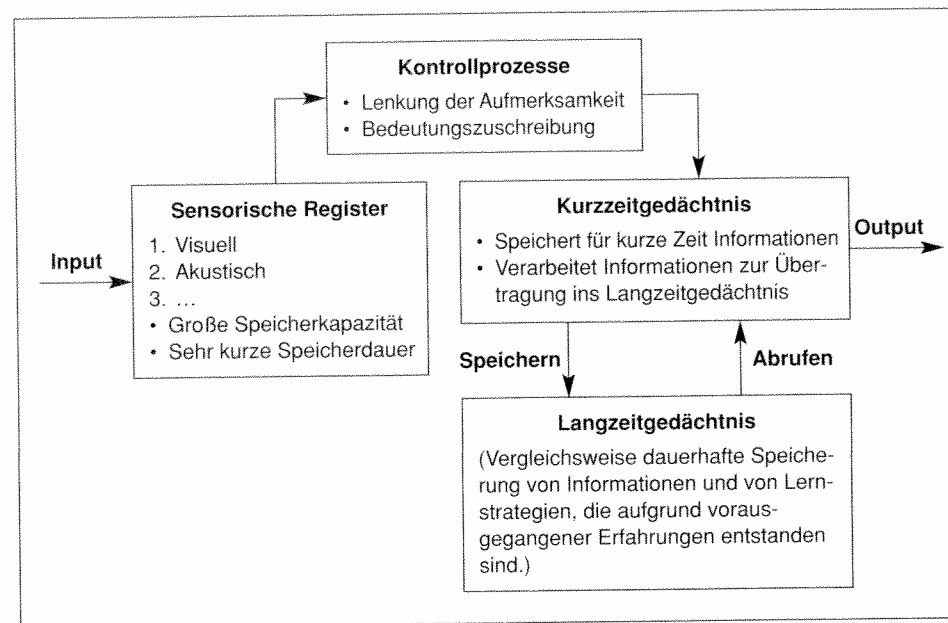 Kontrollprozesse
• Lenkung der Aufmerksamkeit
• Bedeutungszuschreibung
Input
Sensorische Register
1. Visuell
2. Akustisch
3. ...
• Große Speicherkapazität
• Sehr kurze Speicherdauer
Kurzzeitgedächtnis
• Speichert für kurze Zeit Informationen
• Verarbeitet Informationen zur Über-
tragung ins Langzeitgedächtnis
Output
Speichern
Abrufen
Langzeitgedächtnis
(Vergleichsweise dauerhafte Speiche-
rung von Informationen und von Lern-
strategien, die aufgrund voraus-
gegangener Erfahrungen entstanden
sind.)